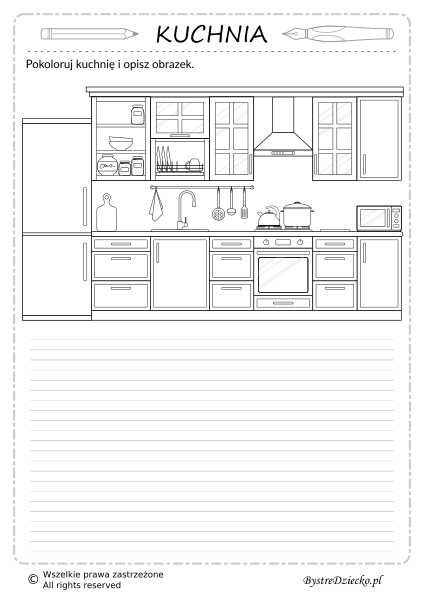 KUCHNIA
Pokoloruj kuchnię i opisz obrazek.
© Wszelkie prawa zastrzeżone
All rights reserved
BystreDziecko.pl